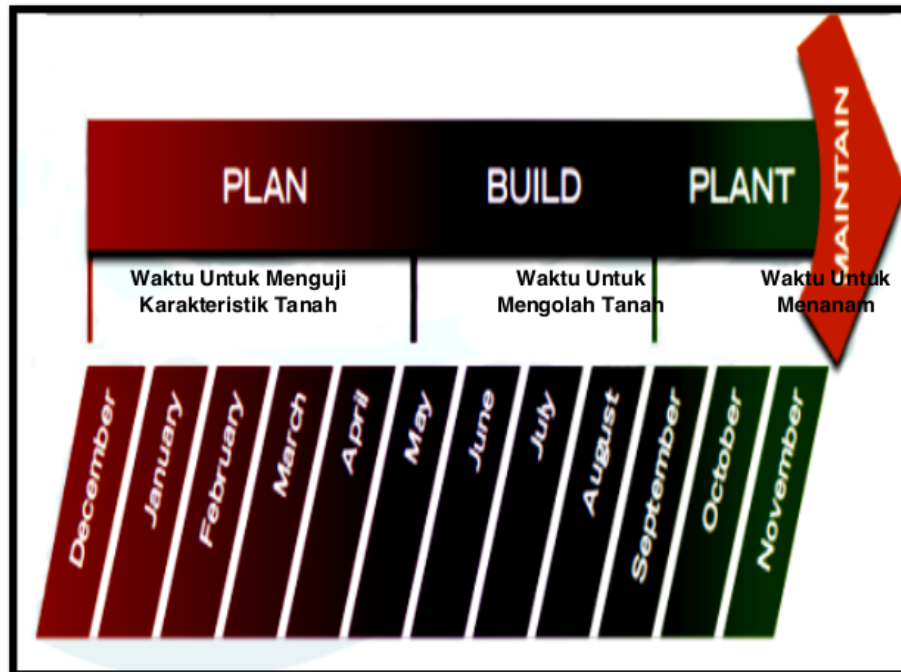 PLAN
BUILD
PLANT
MAINTAIN
Waktu Untuk Menguji
Karakteristik Tanah
Waktu Untuk
Mengolah Tanah
Waktu Untuk
Menanam
December
January
February
March
April
May
June
July
August
September
October
November